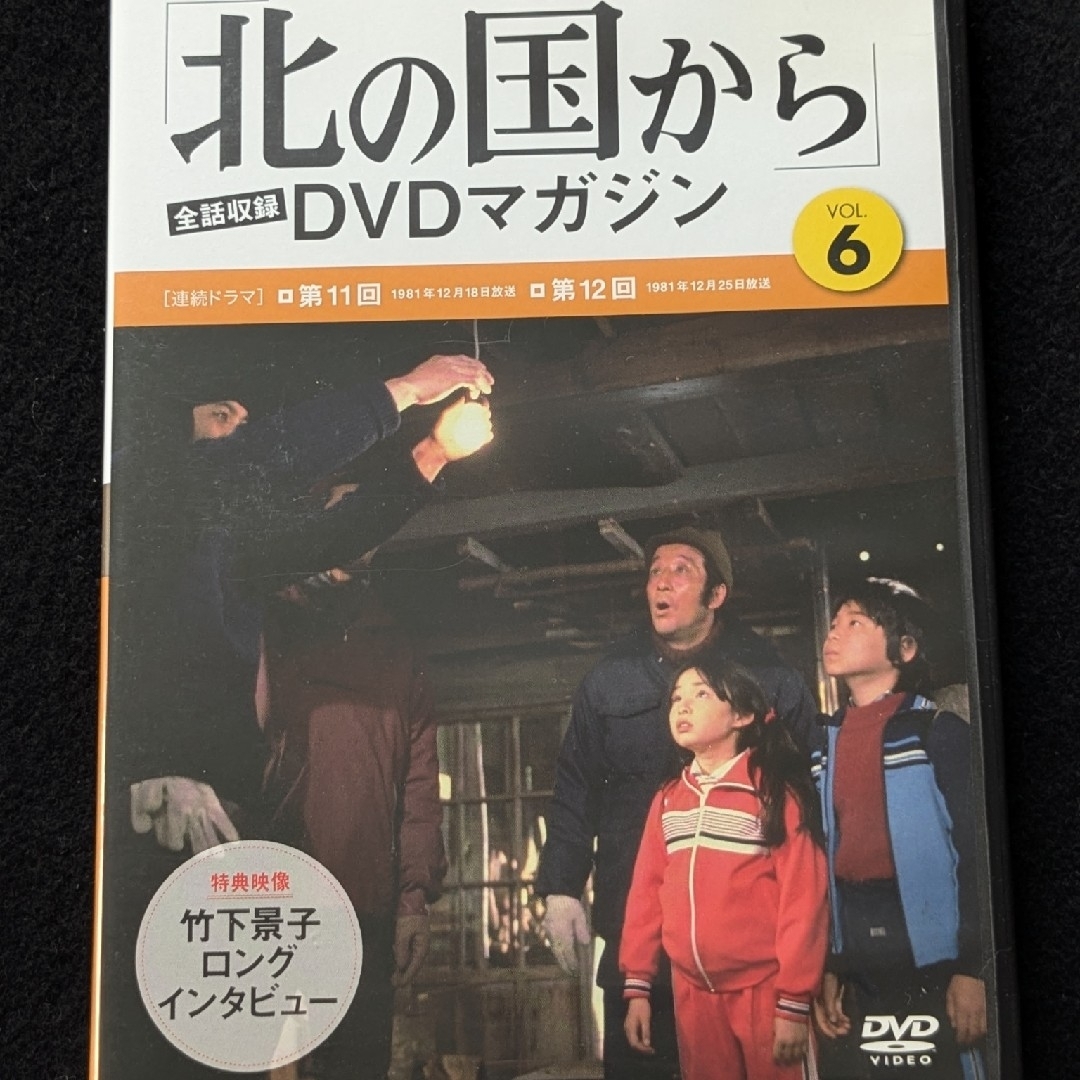 「北の国から」
全話収録 DVDマガジン
VOL.
6
［連続ドラマ］ 第11回 1981年12月18日放送 第12回 1981年12月25日放送
特典映像
竹下景子
ロング
インタビュー
DVD
VIDEO